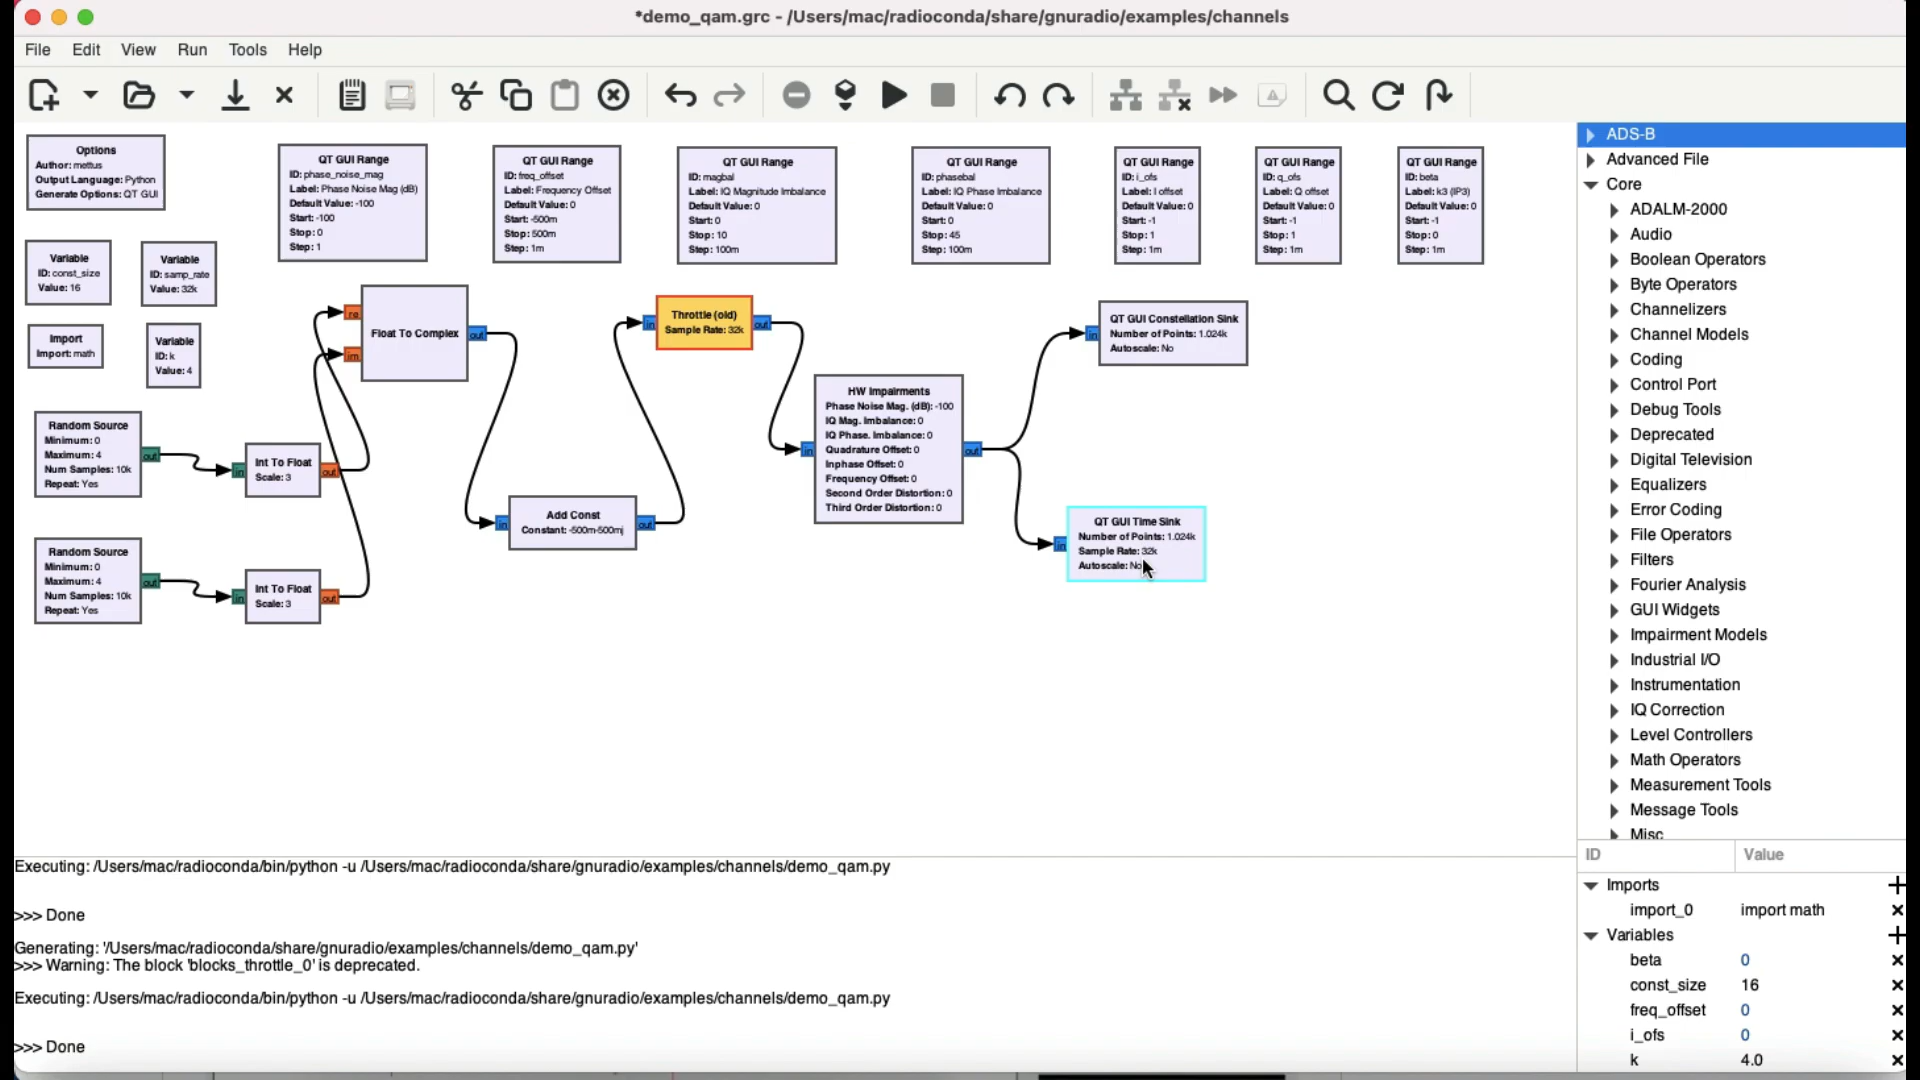 *demo_qam.grc - /Users/mac/radioconda/share/gnuradio/examples/channels
File Edit View Run Tools Help
Options
Author: mettus
Output Language: Python
Generate Options: QT GUI
QT GUI Range
ID: phase_noise_mag
Label: Phase Noise Mag (dB)
Default Value: -100
Start: -100
Stop: 0
Step: 1
QT GUI Range
ID: freq_offset
Label: Frequency Offset
Default Value: 0
Start: -500m
Stop: 500m
Step: 1m
QT GUI Range
ID: magbal
Label: IQ Magnitude Imbalance
Default Value: 0
Start: 0
Stop: 10
Step: 100m
QT GUI Range
ID: phasebal
Label: IQ Phase Imbalance
Default Value: 0
Start: 0
Stop: 45
Step: 100m
QT GUI Range
ID: i_ofs
Label: I offset
Default Value: 0
Start: -1
Stop: 1
Step: 1m
QT GUI Range
ID: q_ofs
Label: Q offset
Default Value: 0
Start: -1
Stop: 1
Step: 1m
QT GUI Range
ID: beta
Label: k3 (IP3)
Default Value: 0
Start: -1
Stop: 0
Step: 1m
Variable
ID: const_size
Value: 16
Variable
ID: samp_rate
Value: 32k
Import
Import: math
Variable
ID: k
Value: 4
re
im
Float To Complex
out
in
Throttle (old)
Sample Rate: 32k
out
in
QT GUI Constellation Sink
Number of Points: 1.024k
Autoscale: No
in
HW Impairments
Phase Noise Mag. (dB): -100
IQ Mag. Imbalance: 0
IQ Phase. Imbalance: 0
Quadrature Offset: 0
Inphase Offset: 0
Frequency Offset: 0
Second Order Distortion: 0
Third Order Distortion: 0
out
Random Source
Minimum: 0
Maximum: 4
Num Samples: 10k
Repeat: Yes
out
in
Int To Float
Scale: 3
out
in
Add Const
Constant: -500m-500mj
out
in
QT GUI Time Sink
Number of Points: 1.024k
Sample Rate: 32k
Autoscale: No
Random Source
Minimum: 0
Maximum: 4
Num Samples: 10k
Repeat: Yes
out
in
Int To Float
Scale: 3
out
ADS-B
Advanced File
Core
ADALM-2000
Audio
Boolean Operators
Byte Operators
Channelizers
Channel Models
Coding
Control Port
Debug Tools
Deprecated
Digital Television
Equalizers
Error Coding
File Operators
Filters
Fourier Analysis
GUI Widgets
Impairment Models
Industrial I/O
Instrumentation
IQ Correction
Level Controllers
Math Operators
Measurement Tools
Message Tools
Misc
Executing: /Users/mac/radioconda/bin/python -u /Users/mac/radioconda/share/gnuradio/examples/channels/demo_qam.py
>>> Done
Generating: '/Users/mac/radioconda/share/gnuradio/examples/channels/demo_qam.py'
>>> Warning: The block 'blocks_throttle_0' is deprecated.
Executing: /Users/mac/radioconda/bin/python -u /Users/mac/radioconda/share/gnuradio/examples/channels/demo_qam.py
>>> Done
ID Value
Imports
import_0 import math
Variables
beta 0
const_size 16
freq_offset 0
i_ofs 0
k 4.0